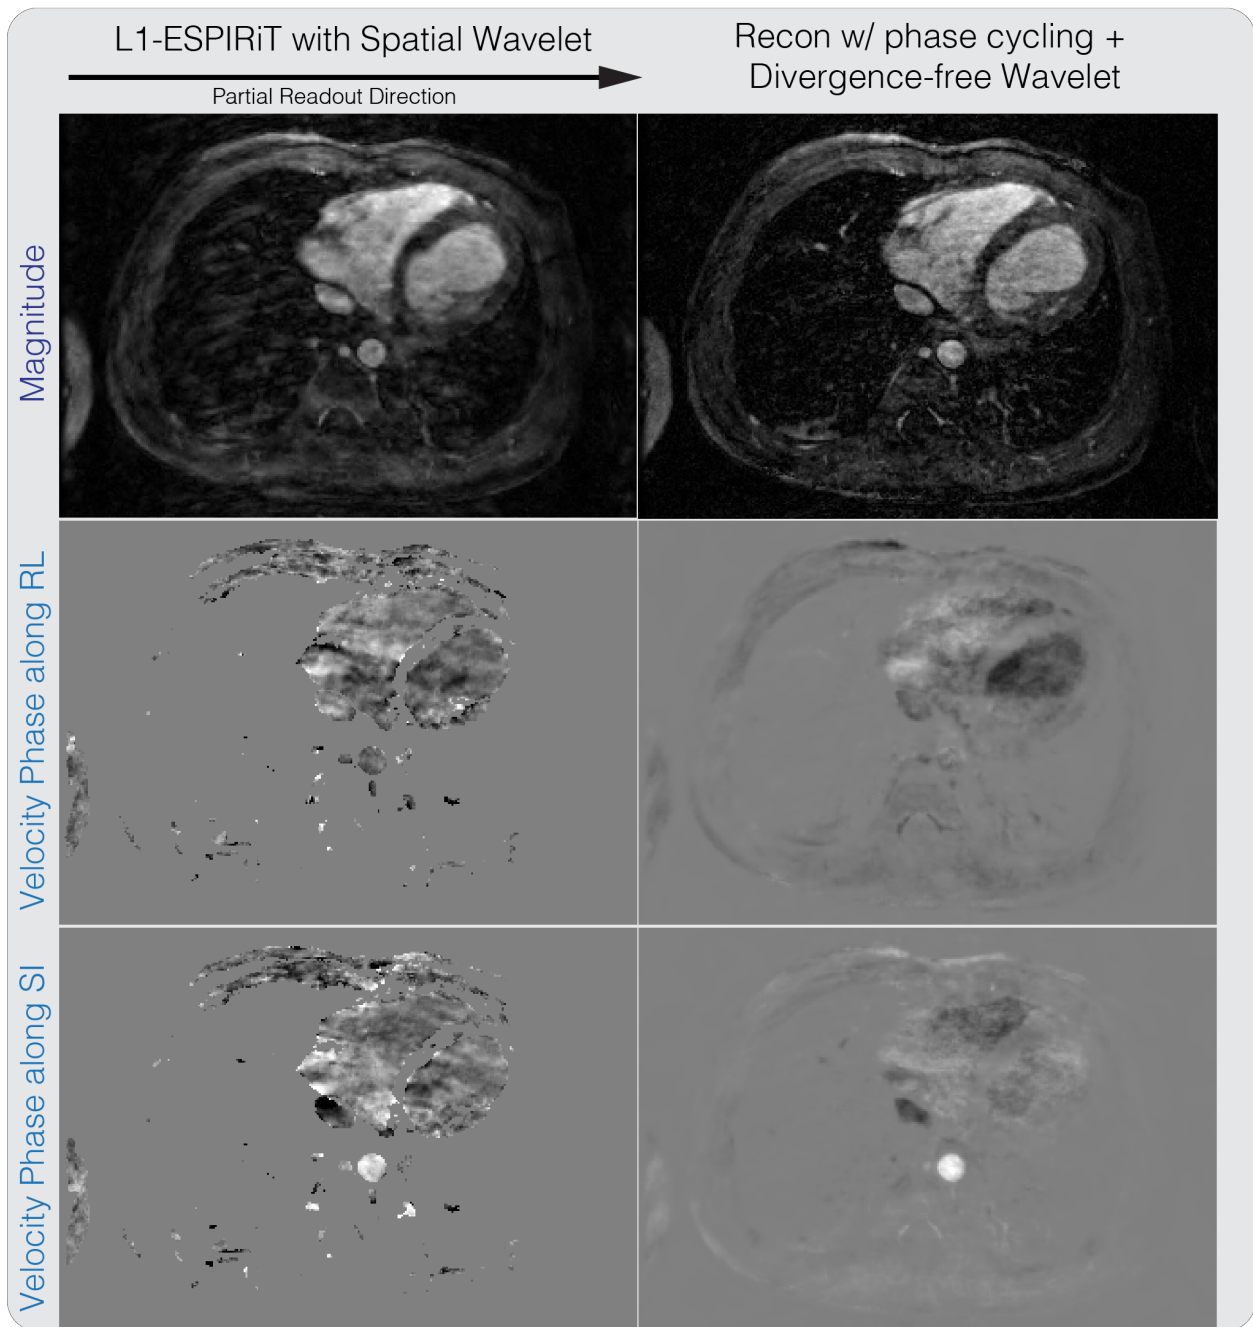 L1-ESPIRiT with Spatial Wavelet
Partial Readout Direction
Recon w/ phase cycling +
Divergence-free Wavelet
Magnitude
Velocity Phase along RL
Velocity Phase along SI